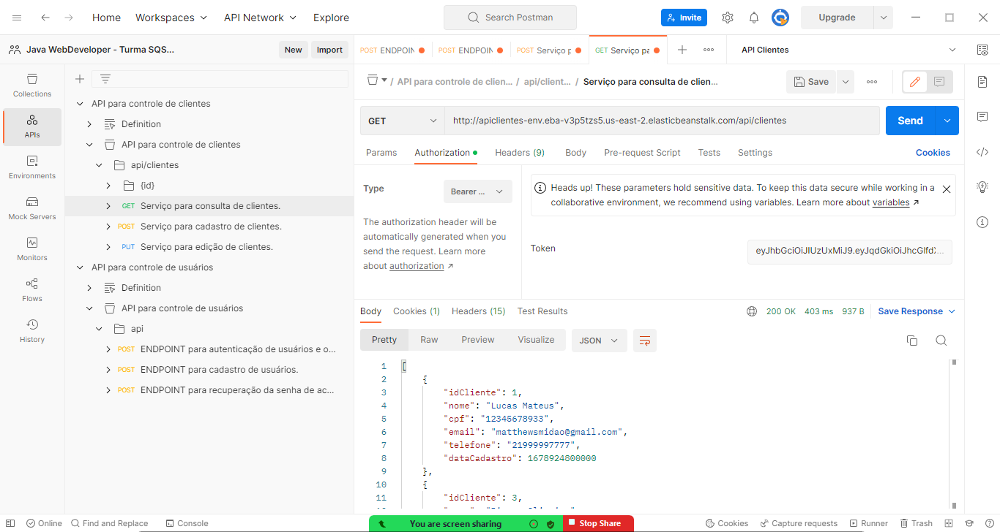 Home Workspaces API Network Explore Search Postman Invite Upgrade
Java WebDeveloper - Turma SQS... New Import
POST ENDPOIN POST ENDPOIN POST Serviço p GET Serviço pa API Clientes
Collections
APIs
Environments
Mock Servers
Monitors
Flows
History
API para controle de clientes
Definition
API para controle de clientes
api/clientes
{id}
GET Serviço para consulta de clientes.
POST Serviço para cadastro de clientes.
PUT Serviço para edição de clientes.
API para controle de usuários
Definition
API para controle de usuários
api
POST ENDPOINT para autenticação de usuários e o...
POST ENDPOINT para cadastro de usuários.
POST ENDPOINT para recuperação da senha de ac...
/ API para controle de clien... / api/client... / Serviço para consulta de clien... Save
GET http://apiclientes-env.eba-v3p5tzs5.us-east-2.elasticbeanstalk.com/api/clientes Send
Params Authorization Headers (9) Body Pre-request Script Tests Settings Cookies
Type Bearer ...
The authorization header will be
automatically generated when you
send the request. Learn more
about authorization ↗
Heads up! These parameters hold sensitive data. To keep this data secure while working in a
collaborative environment, we recommend using variables. Learn more about variables ↗
Token eyJhbGciOiJIUzUxMiJ9.eyJqdGkiOiJhcGlfd...
Body Cookies (1) Headers (15) Test Results 200 OK 403 ms 937 B Save Response
Pretty Raw Preview Visualize JSON
1 [
2 {
3 "idCliente": 1,
4 "nome": "Lucas Mateus",
5 "cpf": "12345678933",
6 "email": "matthewsmidao@gmail.com",
7 "telefone": "21999997777",
8 "dataCadastro": 1678924800000
9 },
10 {
11 "idCliente": 3,
Online Find and Replace Console You are screen sharing Stop Share Cookies Capture requests Runner Trash